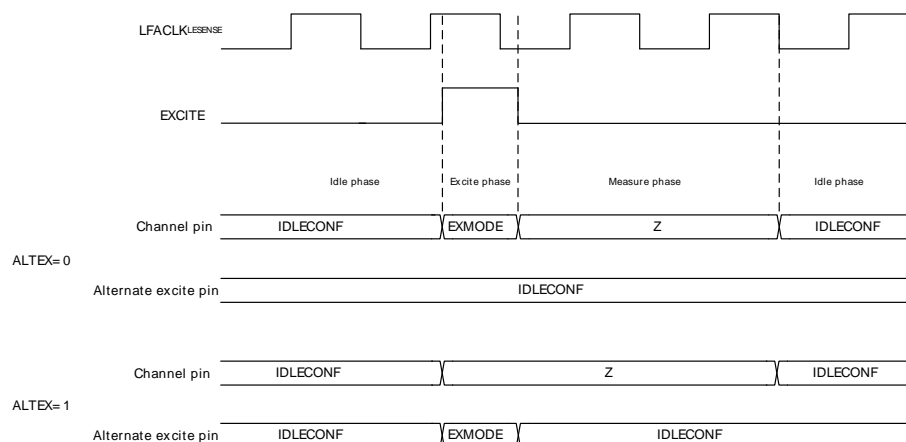 LFACLKLESENSE
EXCITE
Idle phase Excite phase Measure phase Idle phase
Channel pin IDLECONF EXMODE Z IDLECONF
ALTEX= 0
Alternate excite pin IDLECONF
Channel pin IDLECONF Z IDLECONF
ALTEX= 1
Alternate excite pin IDLECONF EXMODE IDLECONF